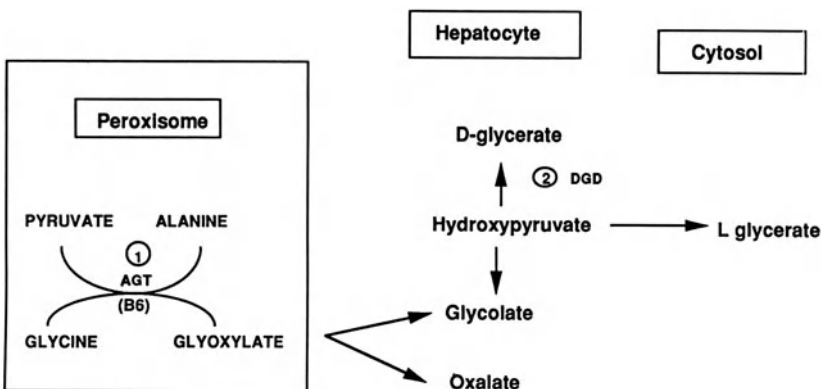 Hepatocyte
Cytosol
Peroxisome
D-glycerate
2 DGD
PYRUVATE ALANINE
Hydroxypyruvate
L glycerate
1
AGT
(B6)
Glycolate
GLYCINE GLYOXYLATE
Oxalate